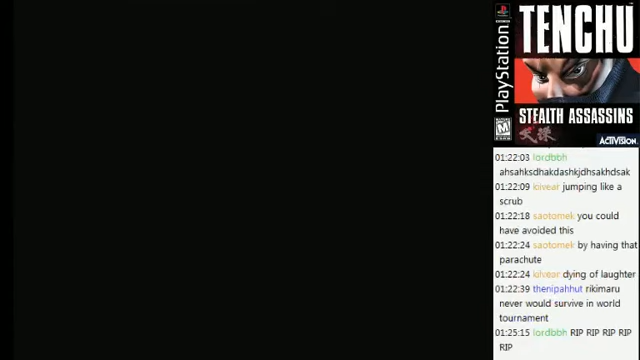 PlayStation
TENCHU
STEALTH ASSASSINS
ACTIVISION
01:22:03 lordbbh
ahsahksdhakdashkjdhsakhdsak
01:22:09 kivear jumping like a
scrub
01:22:18 saotomek you could
have avoided this
01:22:24 saotomek by having that
parachute
01:22:24 kivear dying of laughter
01:22:39 thenipahhut rikimaru
never would survive in world
tournament
01:25:15 lordbbh RIP RIP RIP RIP
RIP